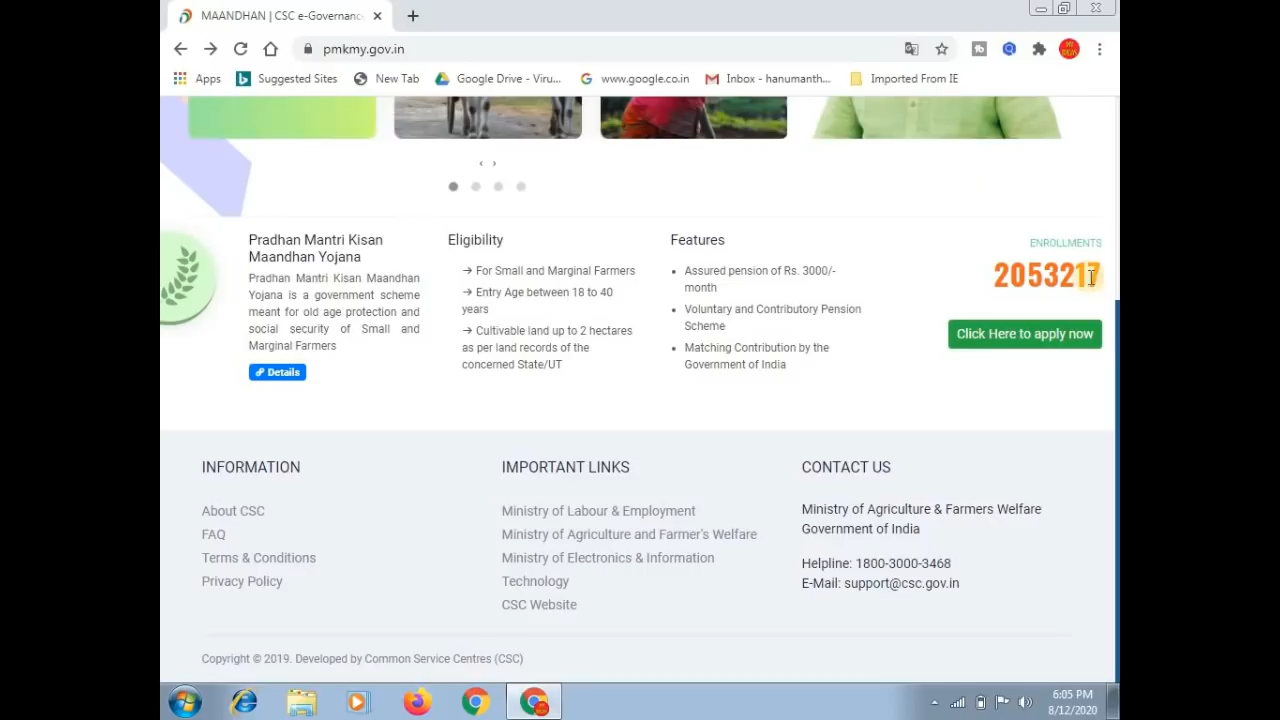 MAANDHAN | CSC e-Governanc
pmkmy.gov.in
Apps
Suggested Sites
New Tab
Google Drive - Viru...
www.google.co.in
Inbox - hanumanth...
Imported From IE
Pradhan Mantri Kisan
Maandhan Yojana
Pradhan Mantri Kisan Maandhan
Yojana is a government scheme
meant for old age protection and
social security of Small and
Marginal Farmers
Details
Eligibility
→ For Small and Marginal Farmers
→ Entry Age between 18 to 40
years
→ Cultivable land up to 2 hectares
as per land records of the
concerned State/UT
Features
Assured pension of Rs. 3000/-
month
Voluntary and Contributory Pension
Scheme
Matching Contribution by the
Government of India
ENROLLMENTS
2053217
Click Here to apply now
INFORMATION
About CSC
FAQ
Terms & Conditions
Privacy Policy
IMPORTANT LINKS
Ministry of Labour & Employment
Ministry of Agriculture and Farmer's Welfare
Ministry of Electronics & Information
Technology
CSC Website
CONTACT US
Ministry of Agriculture & Farmers Welfare
Government of India
Helpline: 1800-3000-3468
E-Mail: support@csc.gov.in
Copyright © 2019. Developed by Common Service Centres (CSC)
6:05 PM
8/12/2020